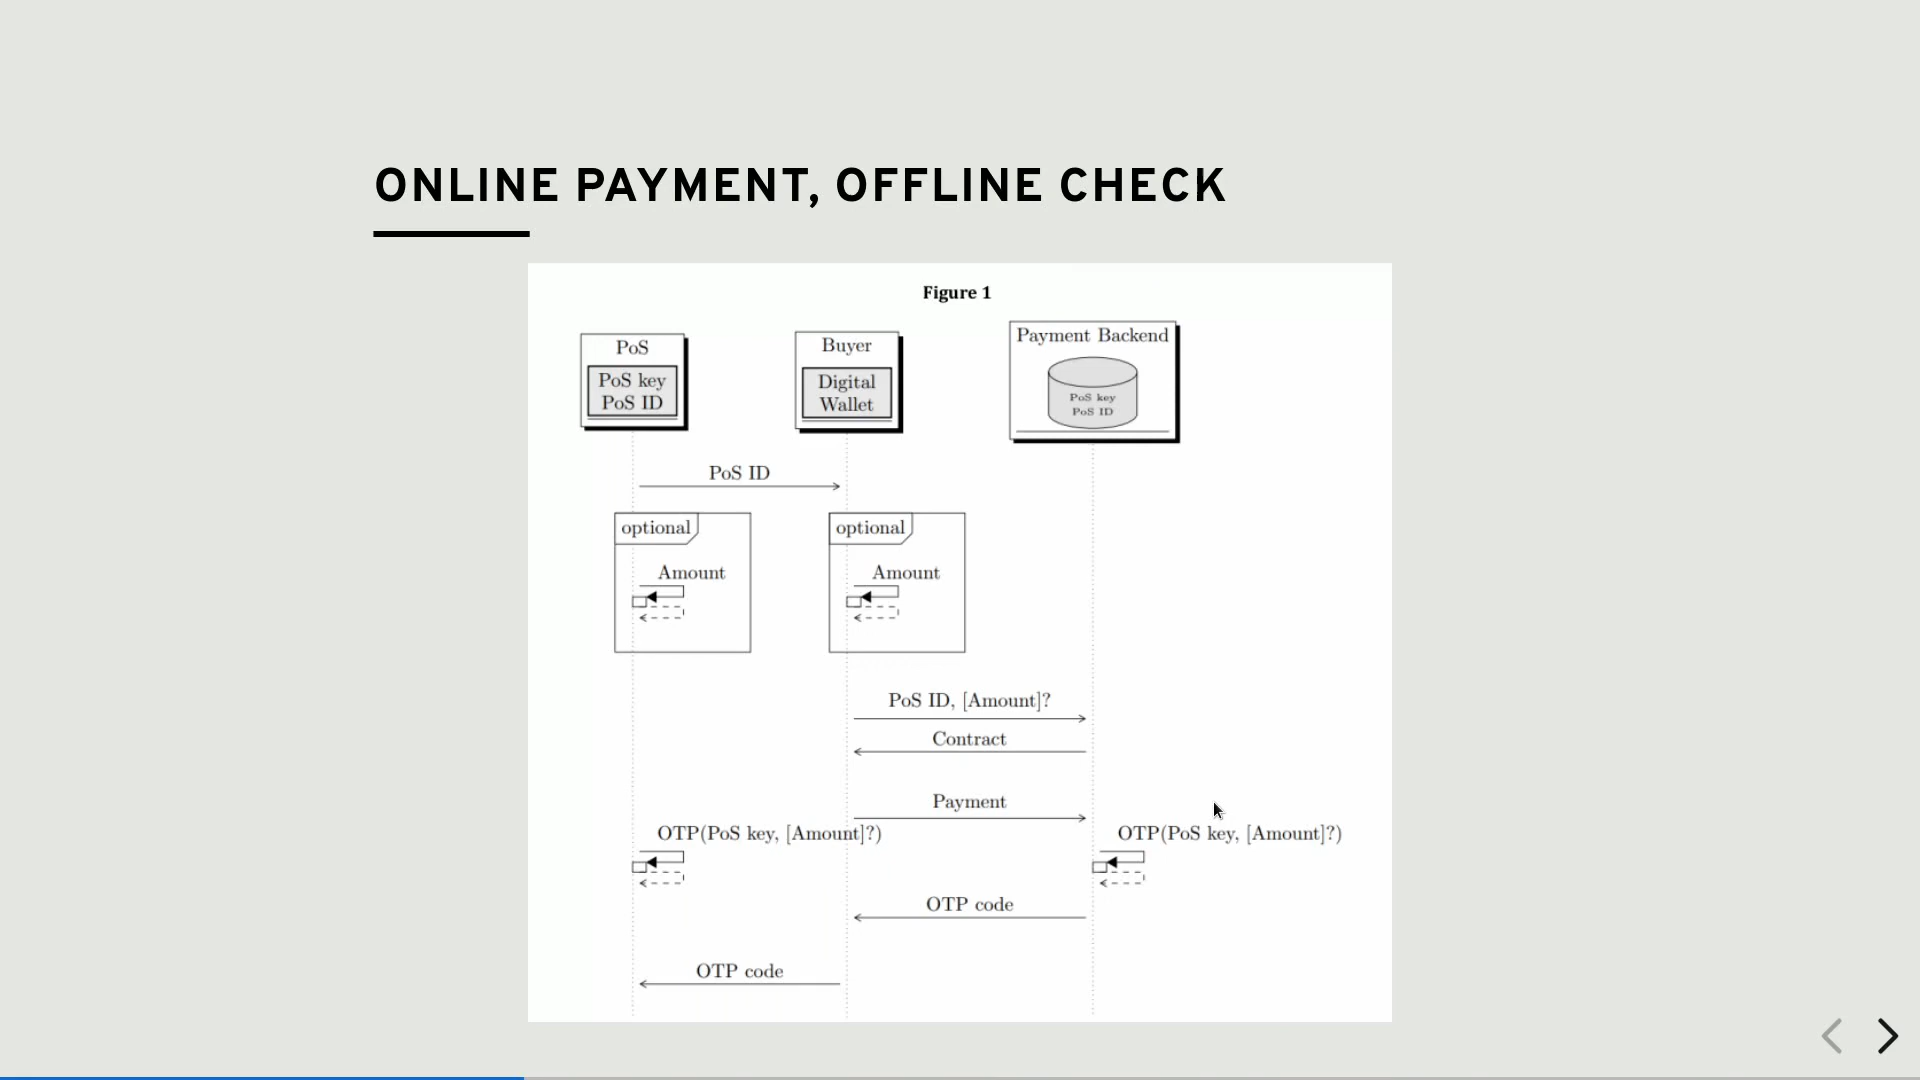 ONLINE PAYMENT, OFFLINE CHECK
Figure 1
PoS
PoS key
PoS ID
Buyer
Digital
Wallet
Payment Backend
PoS key
PoS ID
PoS ID
optional
Amount
optional
Amount
PoS ID, [Amount]?
Contract
Payment
OTP(PoS key, [Amount]?)
OTP(PoS key, [Amount]?)
OTP code
OTP code